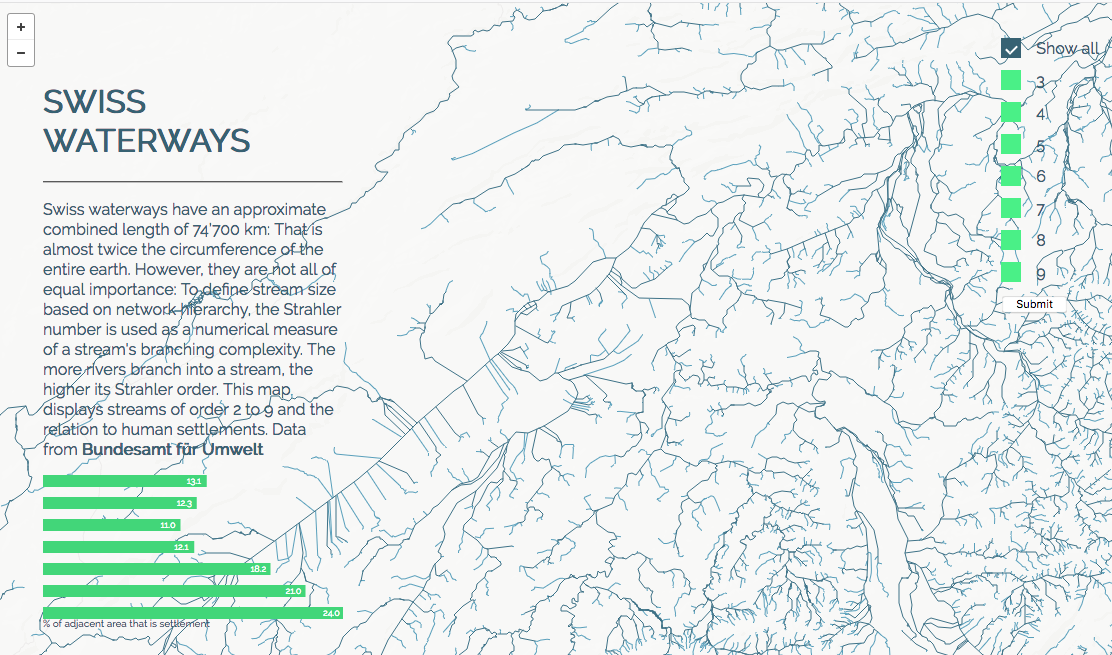 +
−
SWISS
WATERWAYS
Swiss waterways have an approximate
combined length of 74'700 km: That is
almost twice the circumference of the
entire earth. However, they are not all of
equal importance: To define stream size
based on network hierarchy, the Strahler
number is used as a numerical measure
of a stream's branching complexity. The
more rivers branch into a stream, the
higher its Strahler order. This map
displays streams of order 2 to 9 and the
relation to human settlements. Data
from Bundesamt für Umwelt
13.1
12.3
11.0
12.1
18.2
21.0
24.0
% of adjacent area that is settlement
Show all
3
4
5
6
7
8
9
Submit